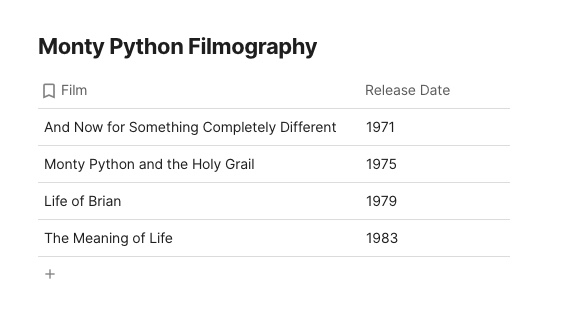 Monty Python Filmography
Film Release Date
And Now for Something Completely Different 1971
Monty Python and the Holy Grail 1975
Life of Brian 1979
The Meaning of Life 1983
+